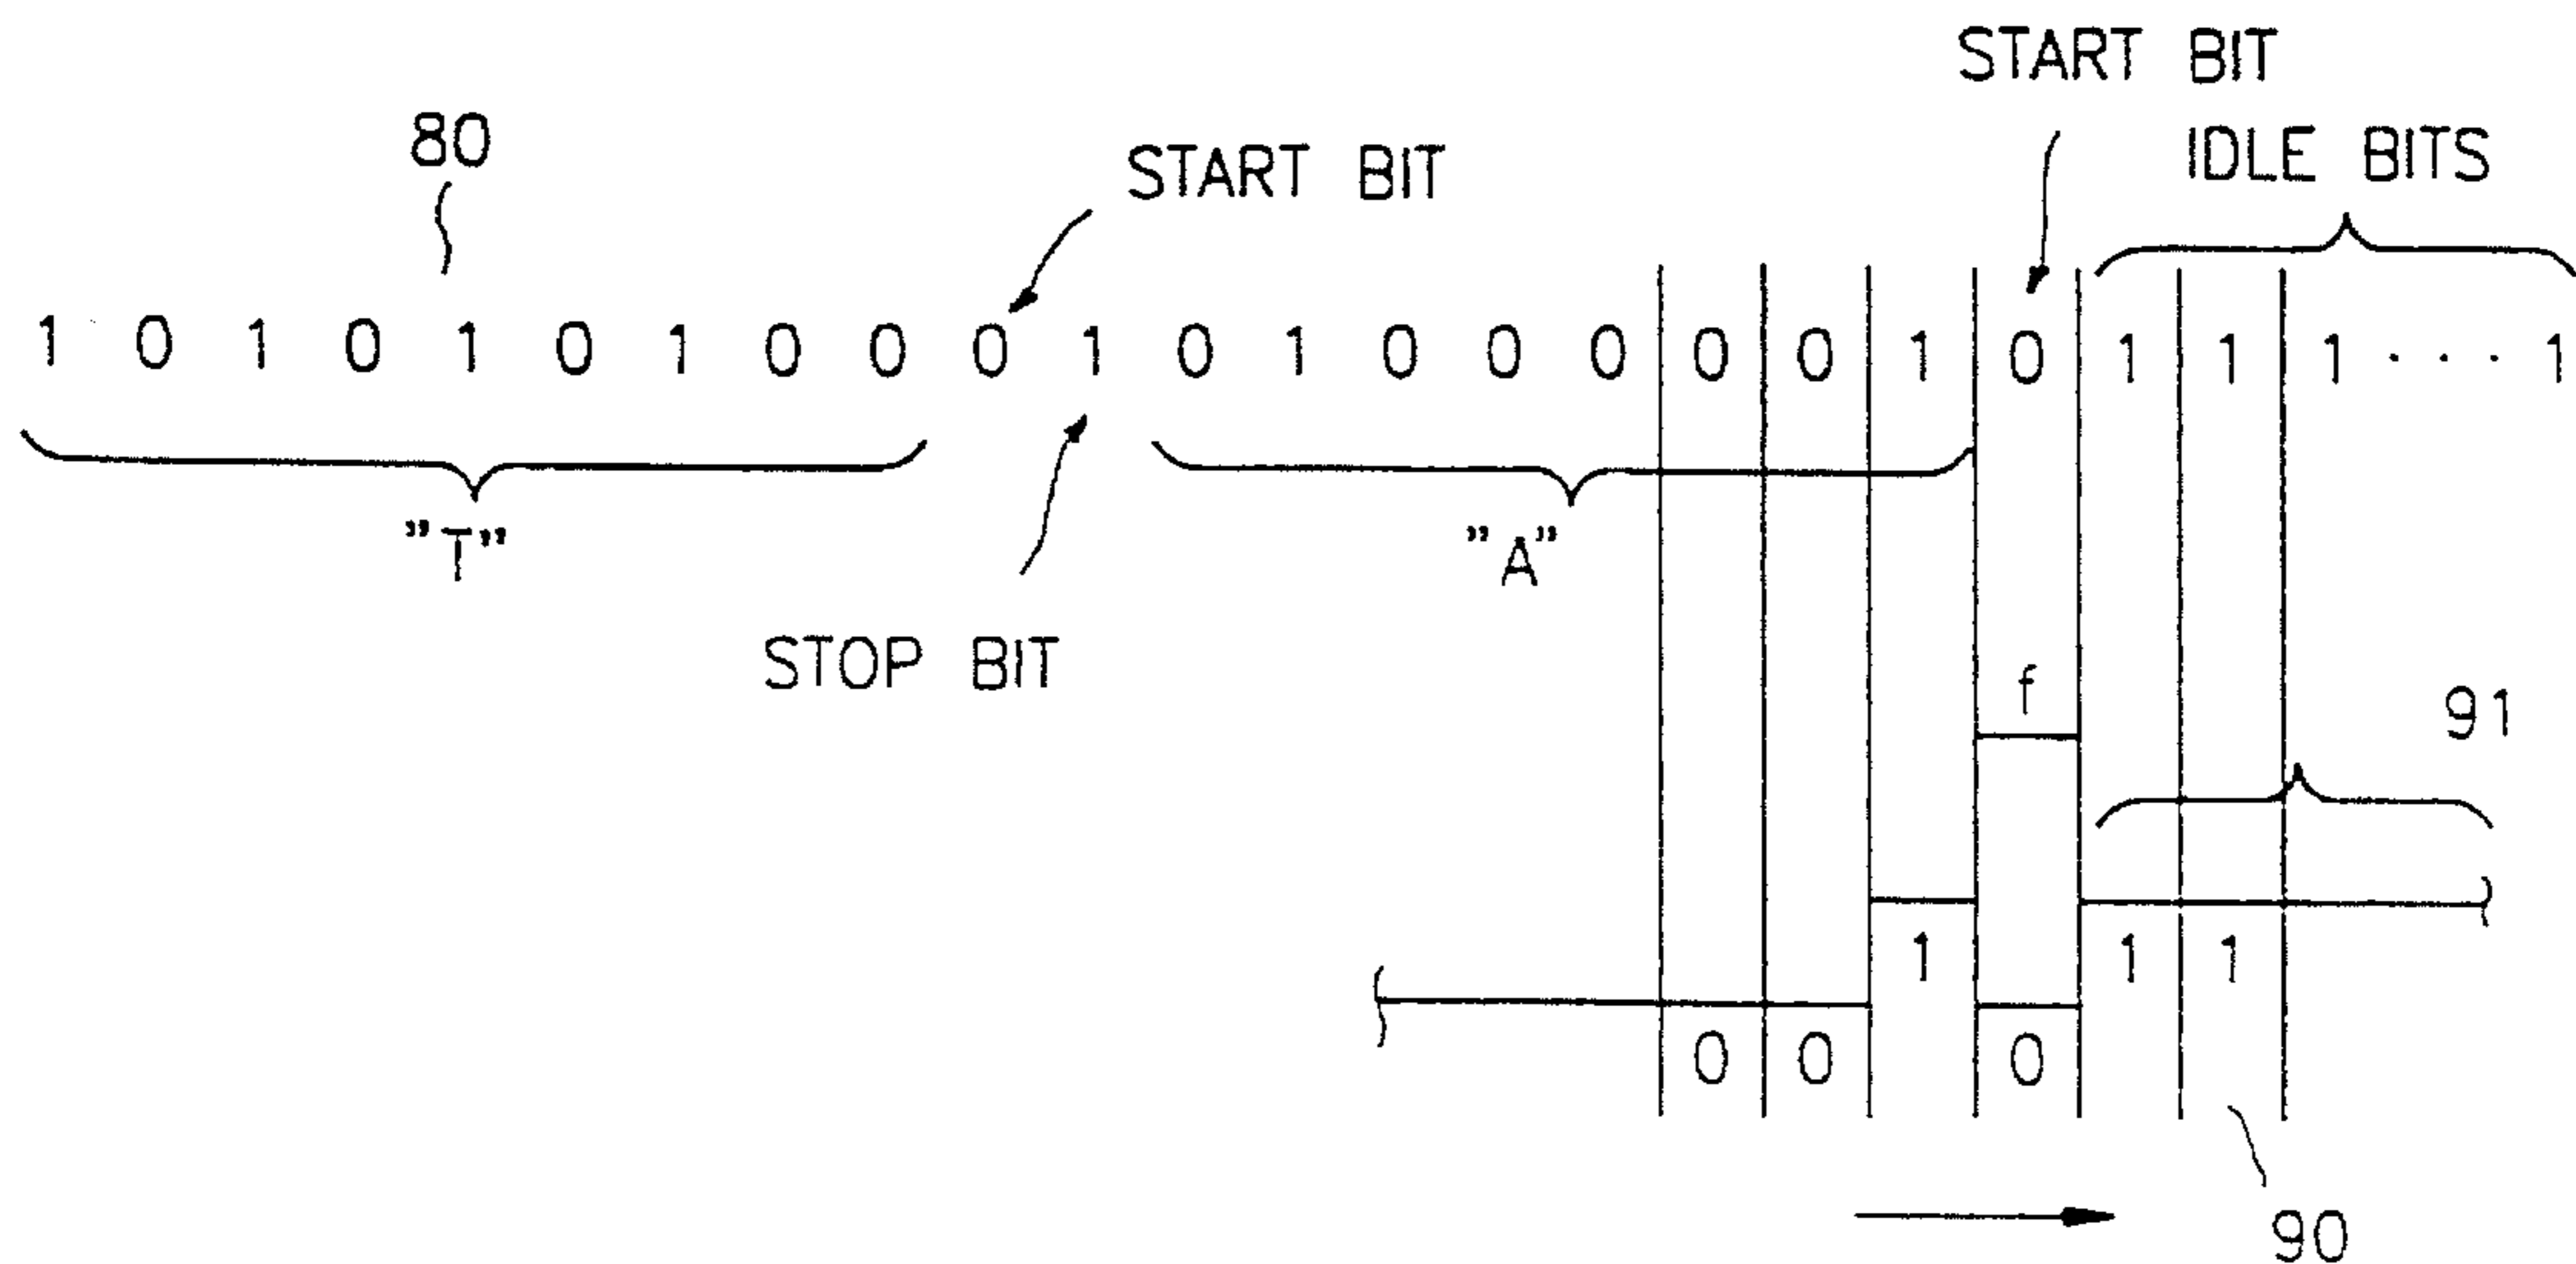 START BIT
80
START BIT
IDLE BITS
1 0 1 0 1 0 1 0 0 0 1 0 1 0 0 0 0 0 1 0 1 1 1 · · · 1
"T"
"A"
STOP BIT
f
91
1 1 1
0 0 0
90